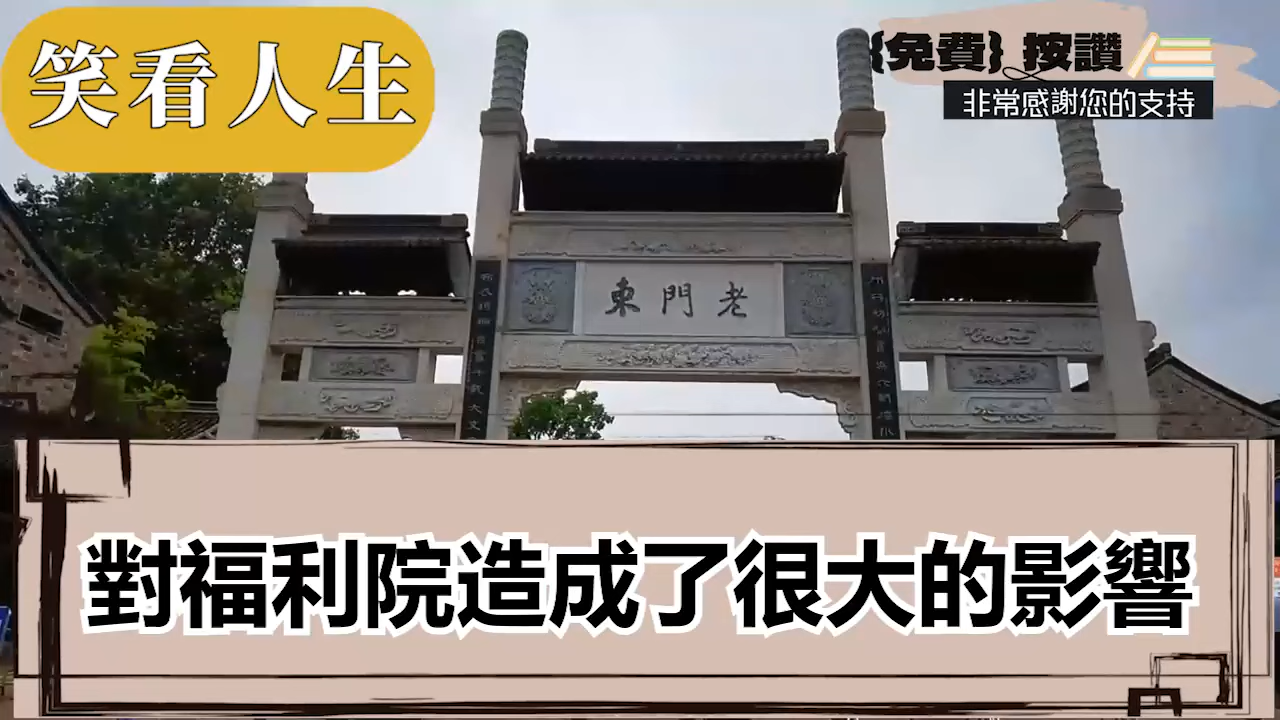 笑看人生
{免費} 按讚
非常感謝您的支持
東門老
對福利院造成了很大的影響